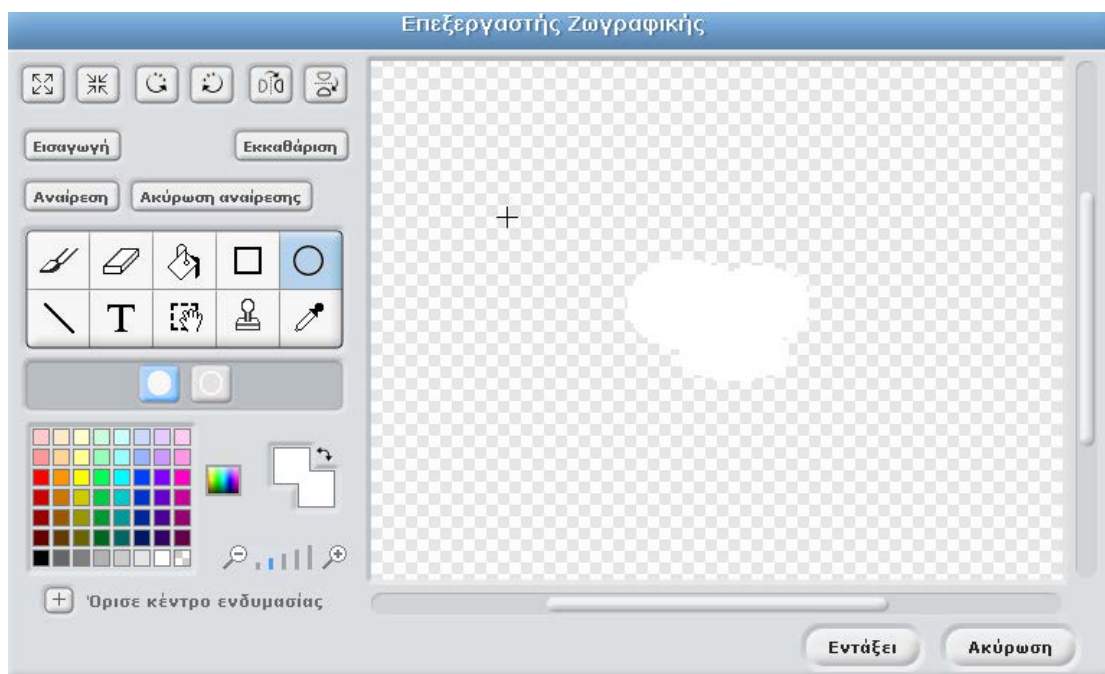 Επεξεργαστής Ζωγραφικής
Εισαγωγή Εκκαθάριση
Αναίρεση Ακύρωση αναίρεσης
T
Όρισε κέντρο ενδυμασίας
Εντάξει Ακύρωση